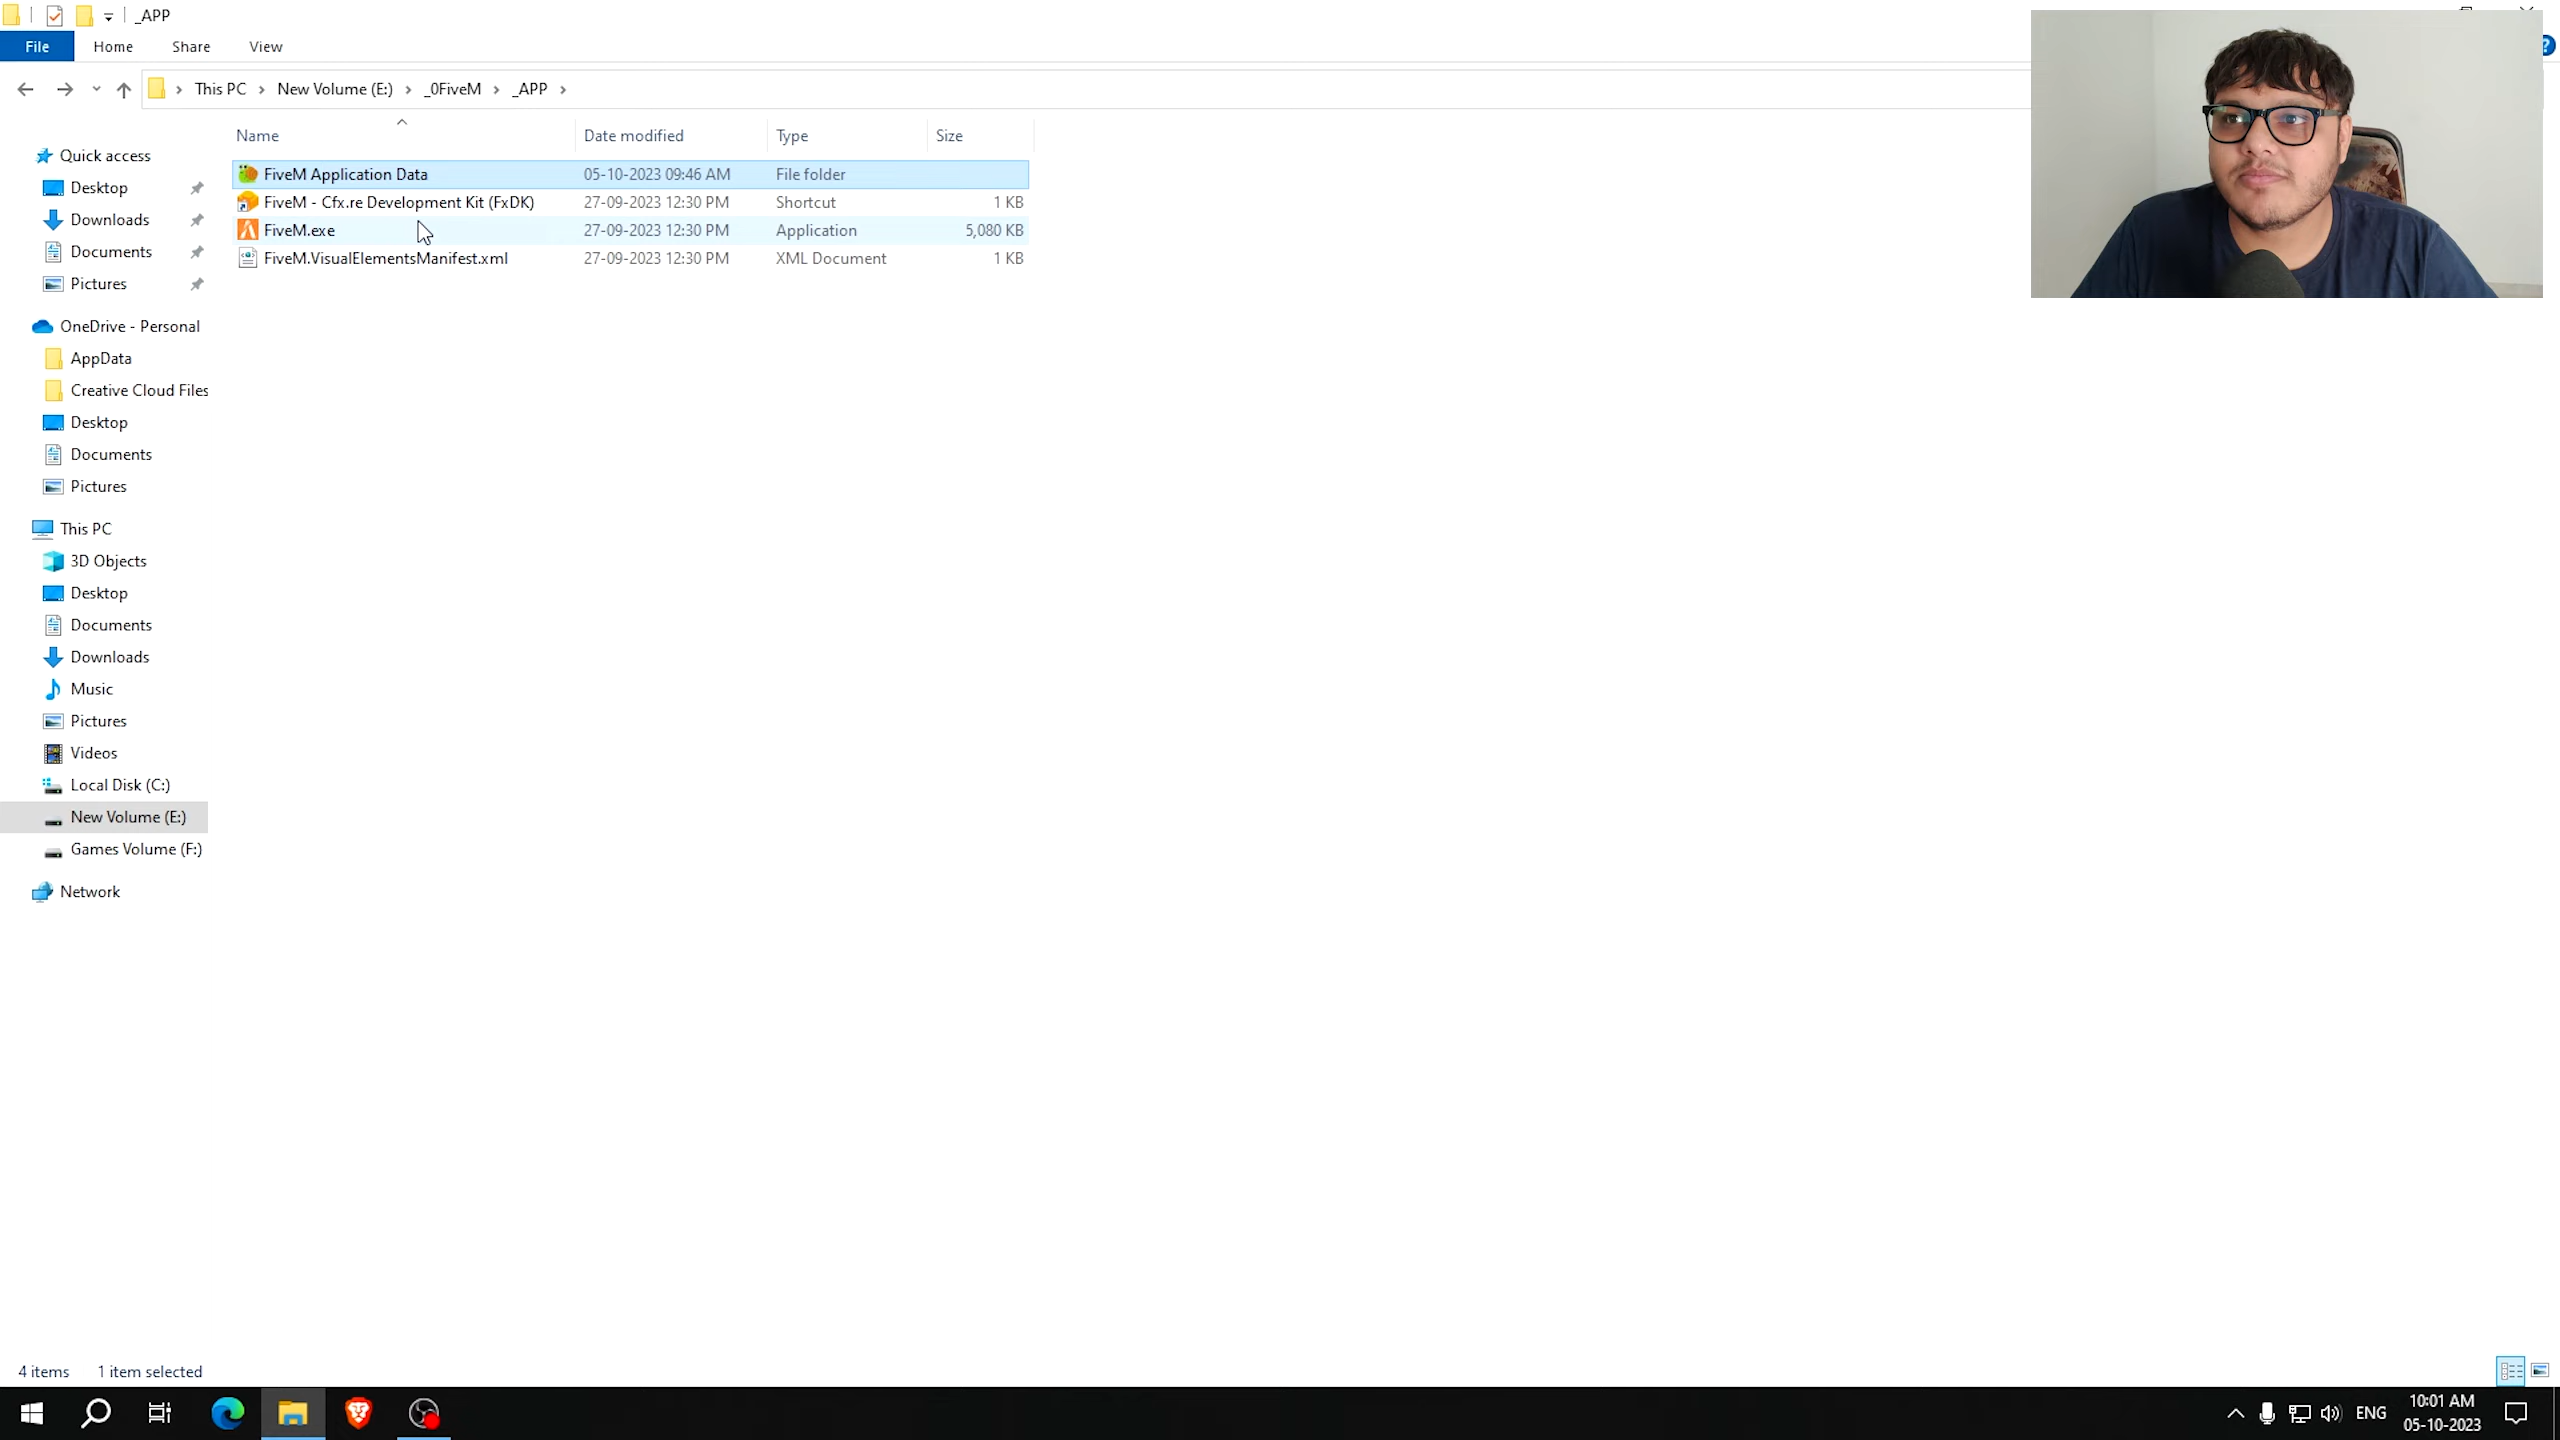 _APP
File Home Share View
This PC New Volume (E:) _0FiveM _APP
Name Date modified Type Size
Quick access
Desktop
Downloads
Documents
Pictures
OneDrive - Personal
AppData
Creative Cloud Files
Desktop
Documents
Pictures
This PC
3D Objects
Desktop
Documents
Downloads
Music
Pictures
Videos
Local Disk (C:)
New Volume (E:)
Games Volume (F:)
Network
FiveM Application Data 05-10-2023 09:46 AM File folder
FiveM - Cfx.re Development Kit (FxDK) 27-09-2023 12:30 PM Shortcut 1 KB
FiveM.exe 27-09-2023 12:30 PM Application 5,080 KB
FiveM.VisualElementsManifest.xml 27-09-2023 12:30 PM XML Document 1 KB
4 items 1 item selected
ENG
10:01 AM
05-10-2023